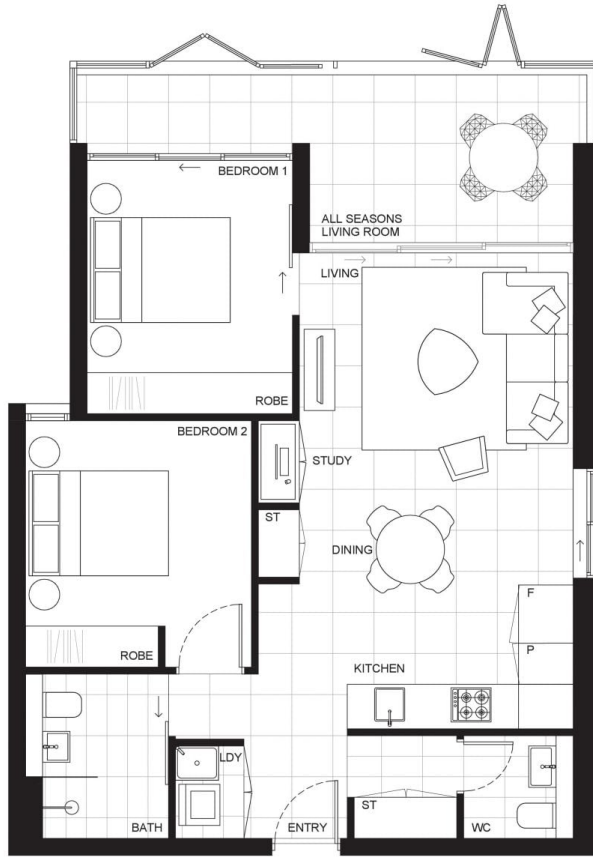 BEDROOM 1
ALL SEASONS
LIVING ROOM
LIVING
ROBE
BEDROOM 2
STUDY
ST
DINING
F
P
ROBE
KITCHEN
LDY
ST
BATH
ENTRY
WC